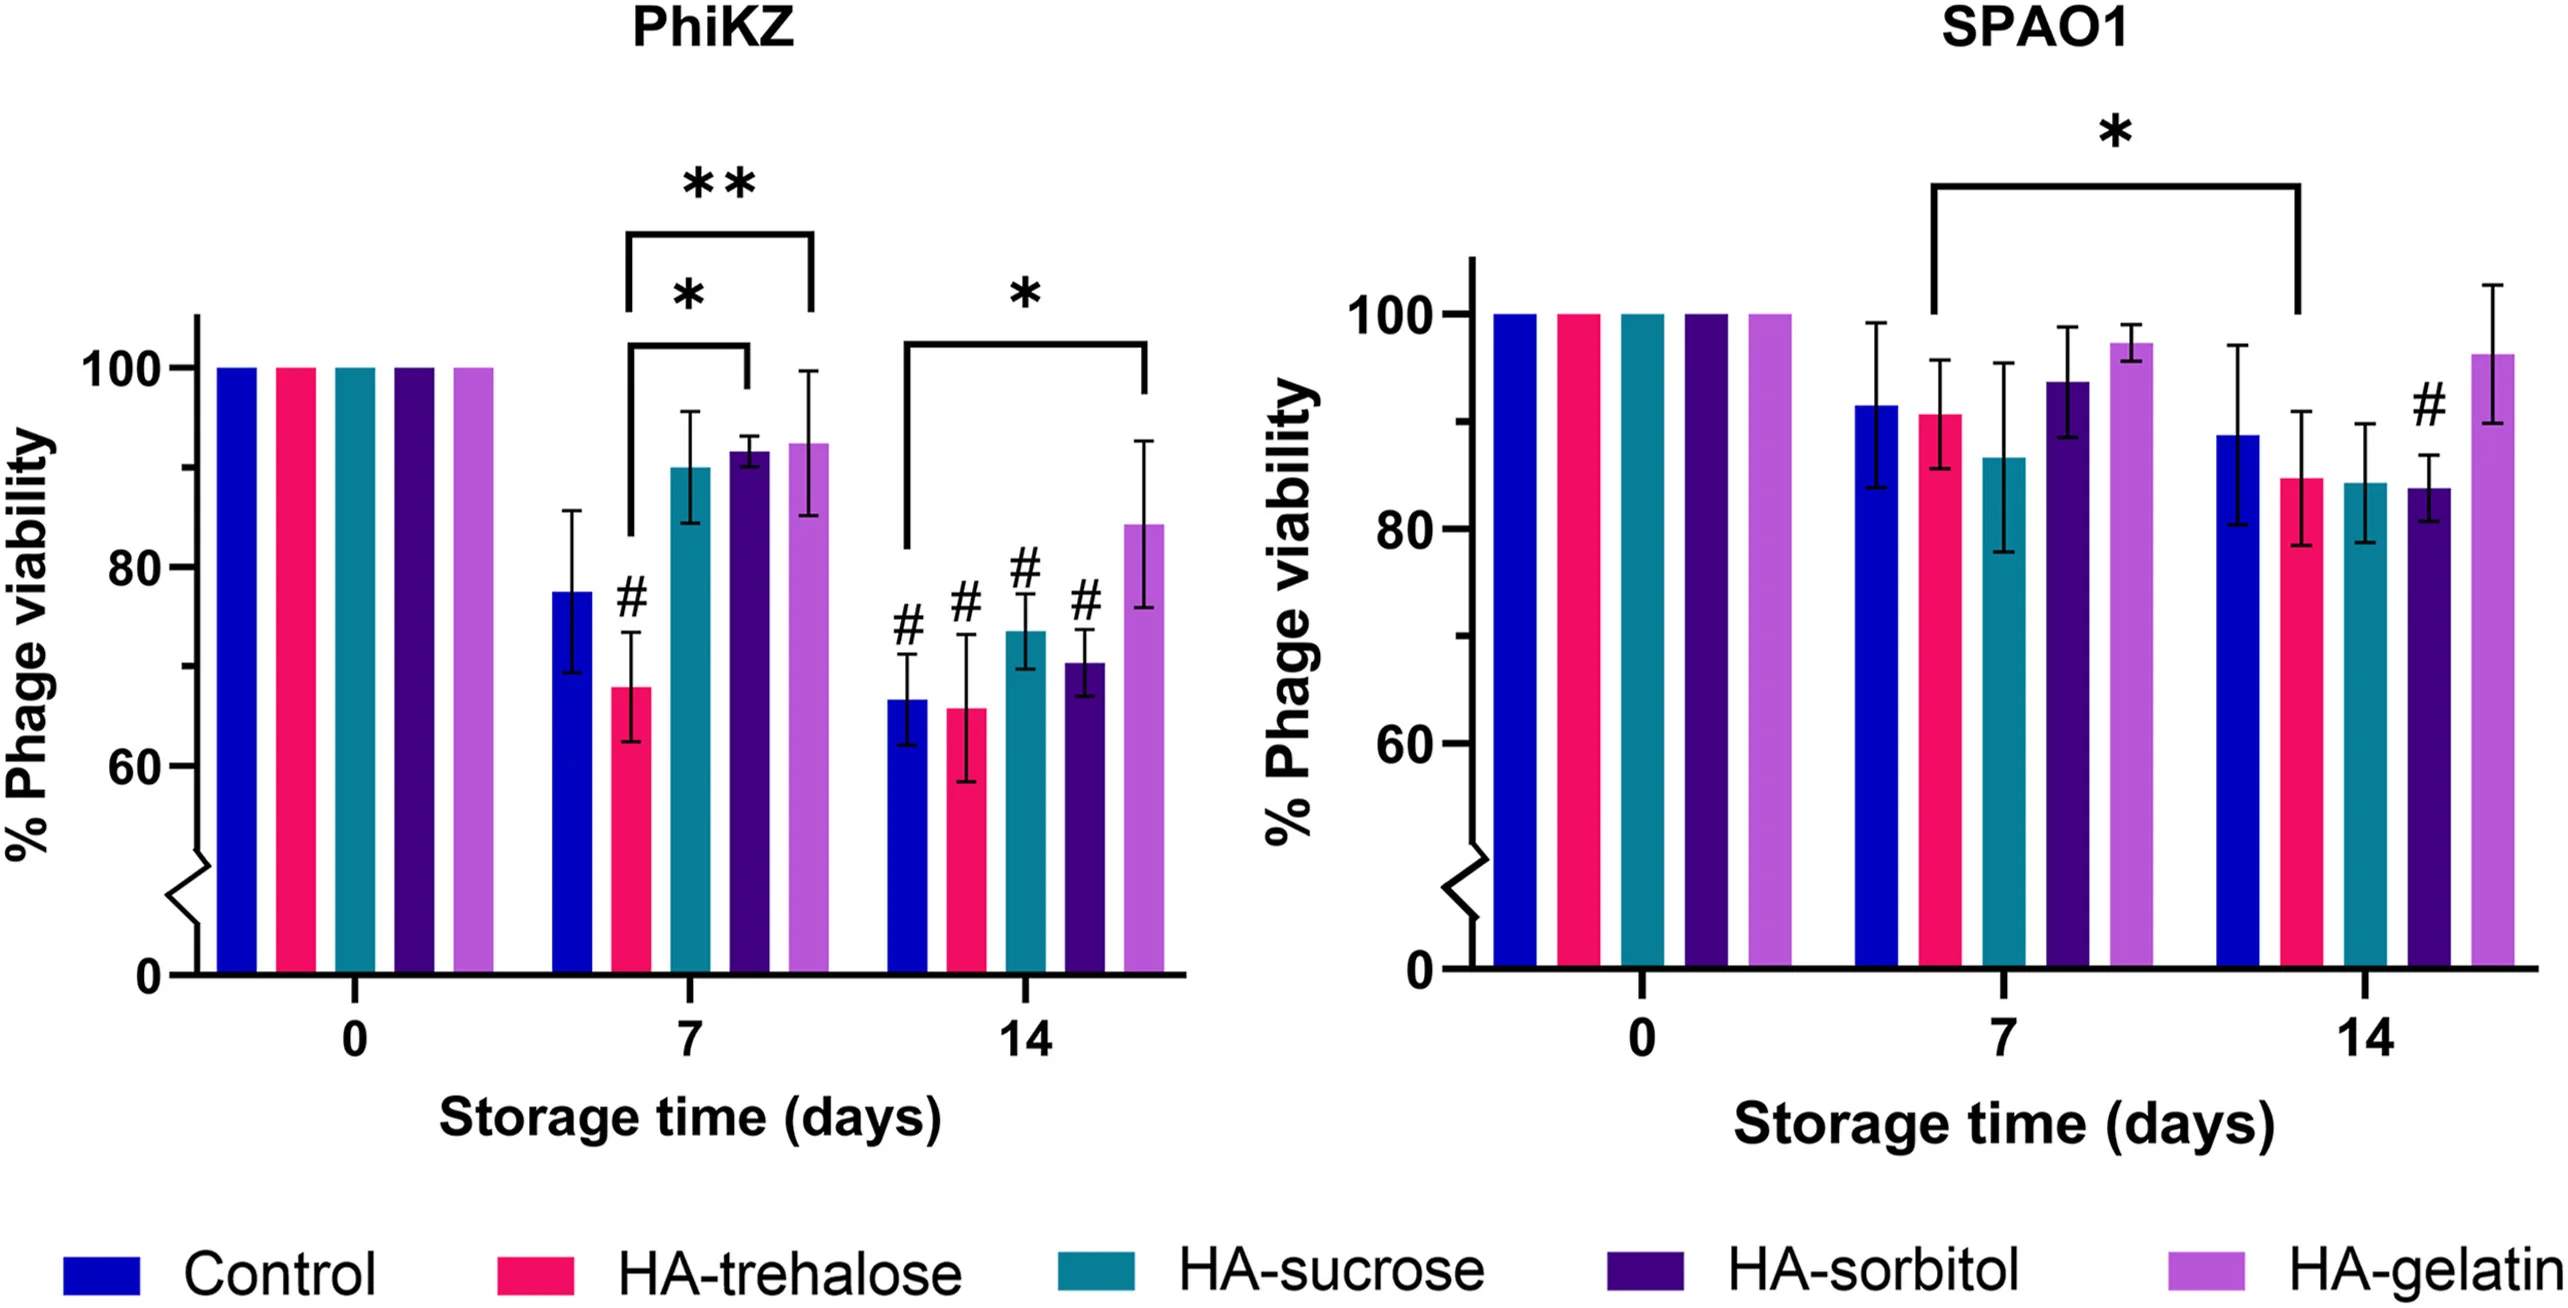 PhiKZ
**
*
*
100
80
60
0
% Phage viability
#
#
#
#
#
0
7
14
Storage time (days)
SPAO1
*
100
80
60
0
% Phage viability
#
0
7
14
Storage time (days)
Control
HA-trehalose
HA-sucrose
HA-sorbitol
HA-gelatin